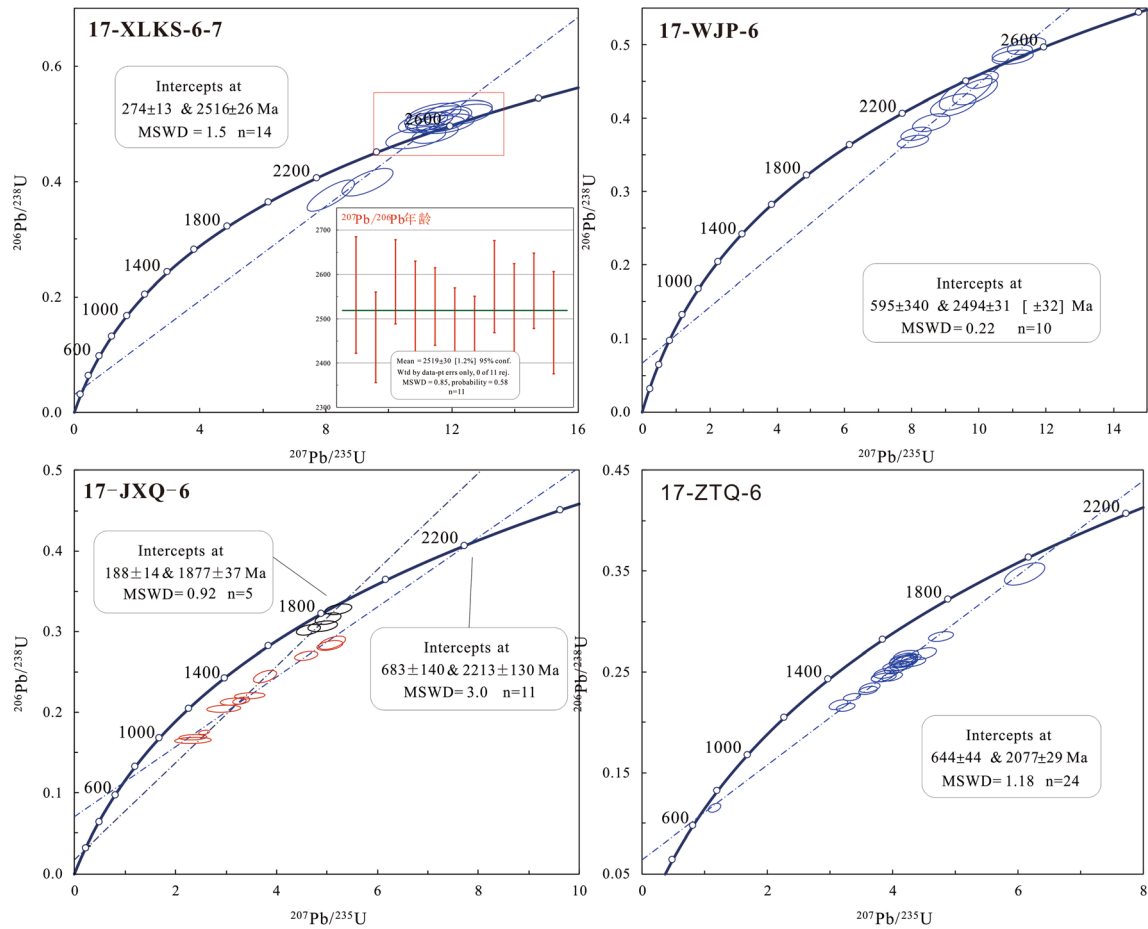 17-XLKS-6-7
Intercepts at
274±13 & 2516±26 Ma
MSWD = 1.5 n=14
206Pb/238U
0.6
0.4
0.2
0.0
600
1000
1400
1800
2200
2600
207Pb/206Pb年龄
2700
2600
2500
2400
2300
Mean = 2519±30 [1.2%] 95% conf.
Wtd by data-pt errs only, 0 of 11 rej.
MSWD = 0.85, probability = 0.58
n=11
0
4
8
12
16
207Pb/235U
17-WJP-6
206Pb/238U
0.5
0.4
0.3
0.2
0.1
0.0
1000
1400
1800
2200
2600
Intercepts at
595±340 & 2494±31 [ ±32] Ma
MSWD = 0.22 n=10
0
2
4
6
8
10
12
14
207Pb/235U
17-JXQ-6
206Pb/238U
0.5
0.4
0.3
0.2
0.1
0.0
600
1000
1400
1800
2200
Intercepts at
188±14 & 1877±37 Ma
MSWD = 0.92 n=5
Intercepts at
683±140 & 2213±130 Ma
MSWD = 3.0 n=11
0
2
4
6
8
10
207Pb/235U
17-ZTQ-6
206Pb/238U
0.45
0.35
0.25
0.15
0.05
600
1000
1400
1800
2200
Intercepts at
644±44 & 2077±29 Ma
MSWD= 1.18 n=24
0
2
4
6
8
207Pb/235U